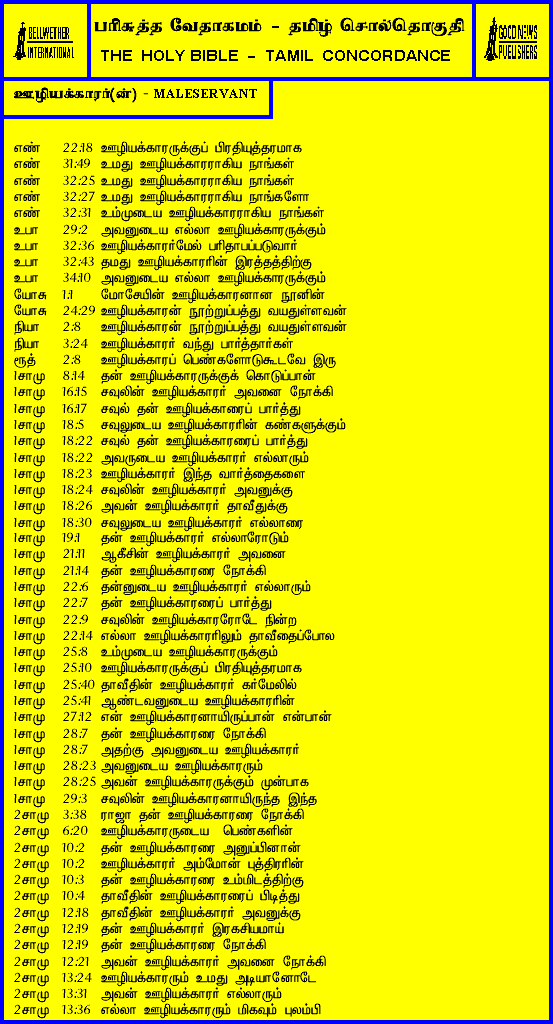 BELLWETHER
INTERNATIONAL
பரிசுத்த வேதாகமம் - தமிழ் சொல்தொகுதி
THE HOLY BIBLE - TAMIL CONCORDANCE
GOOD NEWS
PUBLISHERS
ஊழியக்காரர்(ன்) - MALESERVANT
எண் 22:18 ஊழியக்காரருக்குப் பிரதியுத்தரமாக
எண் 31:49 உமது ஊழியக்காரராகிய நாங்கள்
எண் 32:25 உமது ஊழியக்காரராகிய நாங்கள்
எண் 32:27 உமது ஊழியக்காரராகிய நாங்களோ
எண் 32:31 உம்முடைய ஊழியக்காரராகிய நாங்கள்
உபா 29:2 அவனுடைய எல்லா ஊழியக்காரருக்கும்
உபா 32:36 ஊழியக்காரர்மேல் பரிதாபப்படுவார்
உபா 32:43 தமது ஊழியக்காரரின் இரத்தத்திற்கு
உபா 34:10 அவனுடைய எல்லா ஊழியக்காரருக்கும்
யோசு 1:1 மோசேயின் ஊழியக்காரனான நூனின்
யோசு 24:29 ஊழியக்காரன் நூற்றுப்பத்து வயதுள்ளவன்
நியா 2:8 ஊழியக்காரன் நூற்றுப்பத்து வயதுள்ளவன்
நியா 3:24 ஊழியக்காரர் வந்து பார்த்தார்கள்
ரூத் 2:8 ஊழியக்காரப் பெண்களோடுகூடவே இரு
1சாமு 8:14 தன் ஊழியக்காரருக்குக் கொடுப்பான்
1சாமு 16:15 சவுலின் ஊழியக்காரர் அவனை நோக்கி
1சாமு 16:17 சவுல் தன் ஊழியக்காரைப் பார்த்து
1சாமு 18:5 சவுலுடைய ஊழியக்காரரின் கண்களுக்கும்
1சாமு 18:22 சவுல் தன் ஊழியக்காரரைப் பார்த்து
1சாமு 18:22 அவருடைய ஊழியக்காரர் எல்லாரும்
1சாமு 18:23 ஊழியக்காரர் இந்த வார்த்தைகளை
1சாமு 18:24 சவுலின் ஊழியக்காரர் அவனுக்கு
1சாமு 18:26 அவன் ஊழியக்காரர் தாவீதுக்கு
1சாமு 18:30 சவுலுடைய ஊழியக்காரர் எல்லாரை
1சாமு 19:1 தன் ஊழியக்காரர் எல்லாரோடும்
1சாமு 21:11 ஆகீசின் ஊழியக்காரர் அவனை
1சாமு 21:14 தன் ஊழியக்காரரை நோக்கி
1சாமு 22:6 தன்னுடைய ஊழியக்காரர் எல்லாரும்
1சாமு 22:7 தன் ஊழியக்காரரைப் பார்த்து
1சாமு 22:9 சவுலின் ஊழியக்காரரோடே நின்ற
1சாமு 22:14 எல்லா ஊழியக்காரரிலும் தாவீதைப்போல
1சாமு 25:8 உம்முடைய ஊழியக்காரருக்கும்
1சாமு 25:10 ஊழியக்காரருக்குப் பிரதியுத்தரமாக
1சாமு 25:40 தாவீதின் ஊழியக்காரர் கர்மேலில்
1சாமு 25:41 ஆண்டவனுடைய ஊழியக்காரரின்
1சாமு 27:12 என் ஊழியக்காரனாயிருப்பான் என்பான்
1சாமு 28:7 தன் ஊழியக்காரரை நோக்கி
1சாமு 28:7 அதற்கு அவனுடைய ஊழியக்காரர்
1சாமு 28:23 அவனுடைய ஊழியக்காரரும்
1சாமு 28:25 அவன் ஊழியக்காரருக்கும் முன்பாக
1சாமு 29:3 சவுலின் ஊழியக்காரனாயிருந்த இந்த
2சாமு 3:38 ராஜா தன் ஊழியக்காரரை நோக்கி
2சாமு 6:20 ஊழியக்காரருடைய பெண்களின்
2சாமு 10:2 தன் ஊழியக்காரரை அனுப்பினான்
2சாமு 10:2 ஊழியக்காரர் அம்மோன் புத்திரரின்
2சாமு 10:3 தன் ஊழியக்காரரை உம்மிடத்திற்கு
2சாமு 10:4 தாவீதின் ஊழியக்காரரைப் பிடித்து
2சாமு 12:18 தாவீதின் ஊழியக்காரர் அவனுக்கு
2சாமு 12:19 தன் ஊழியக்காரர் இரகசியமாய்
2சாமு 12:19 தன் ஊழியக்காரரை நோக்கி
2சாமு 12:21 அவன் ஊழியக்காரர் அவனை நோக்கி
2சாமு 13:24 ஊழியக்காரரும் உமது அடியானோடே
2சாமு 13:31 அவன் ஊழியக்காரர் எல்லாரும்
2சாமு 13:36 எல்லா ஊழியக்காரரும் மிகவும் புலம்பி